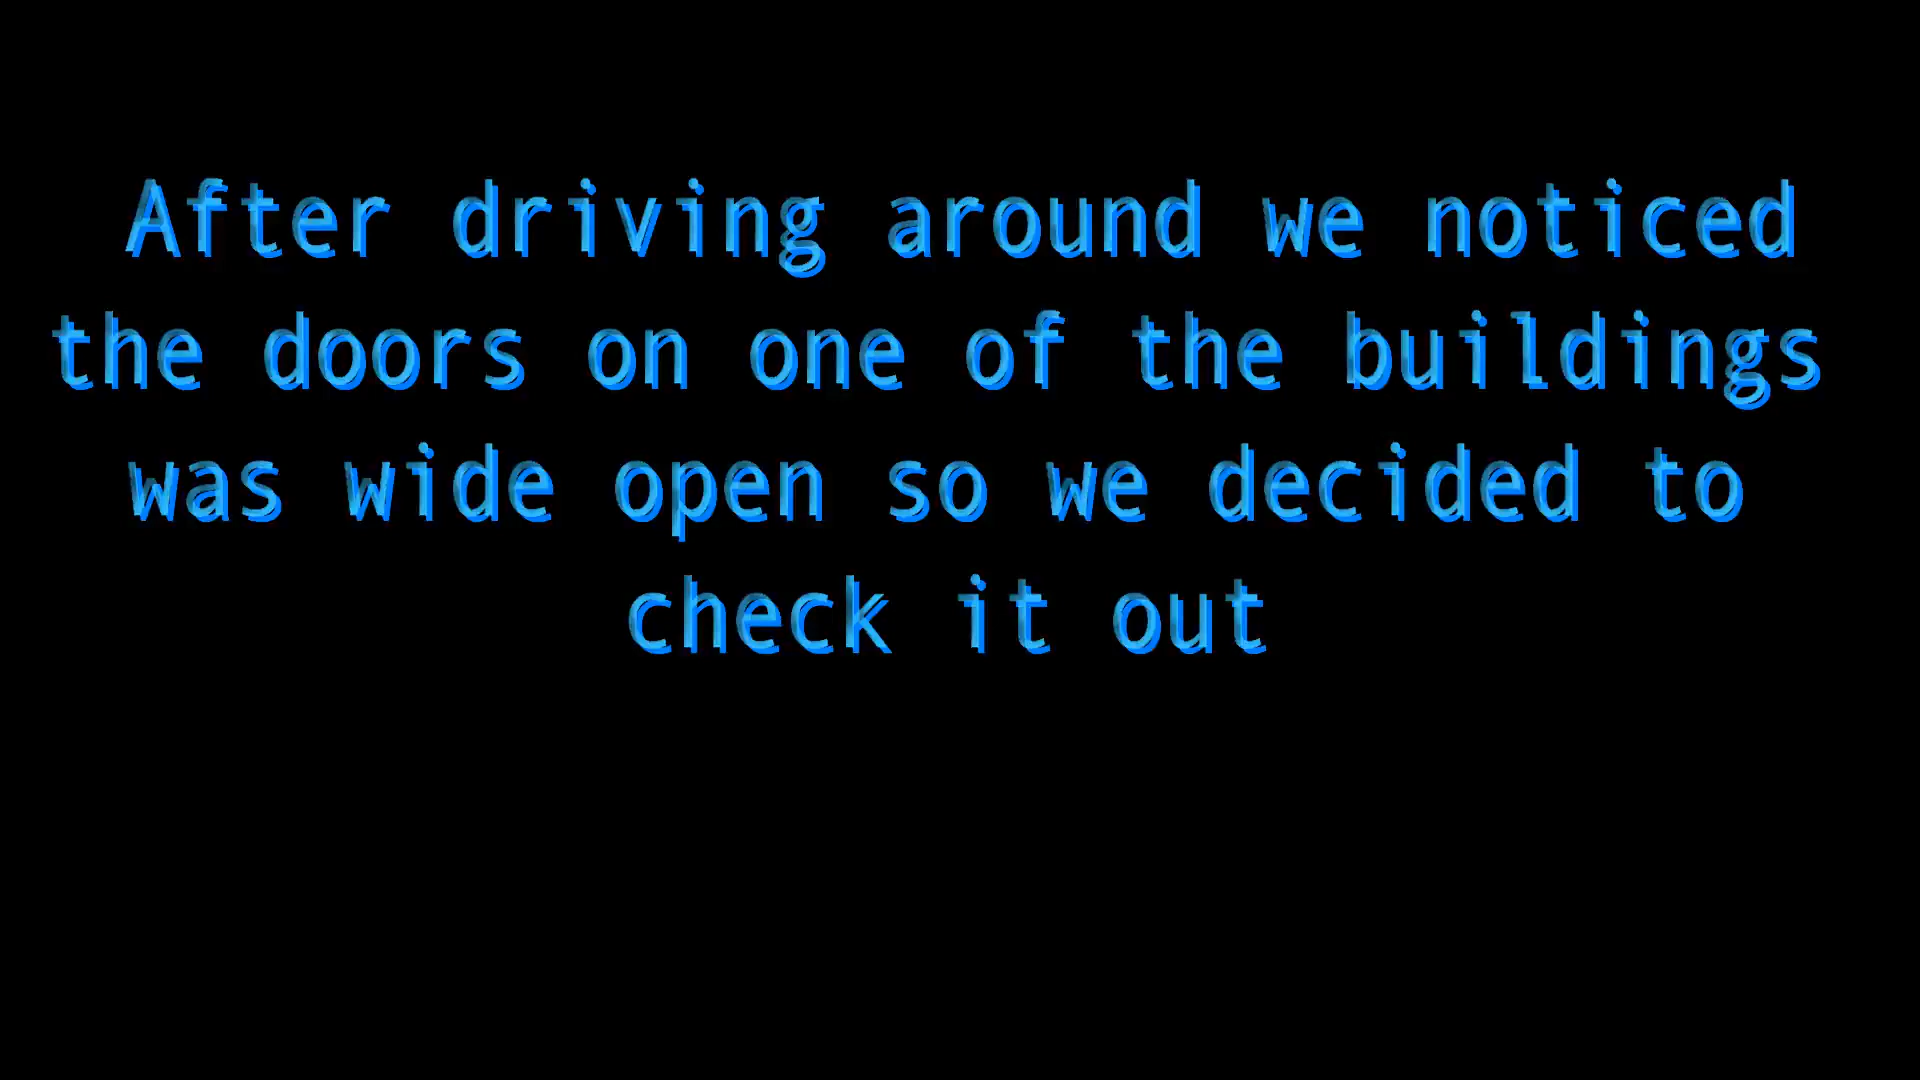 After driving around we noticed
the doors on one of the buildings
was wide open so we decided to
check it out